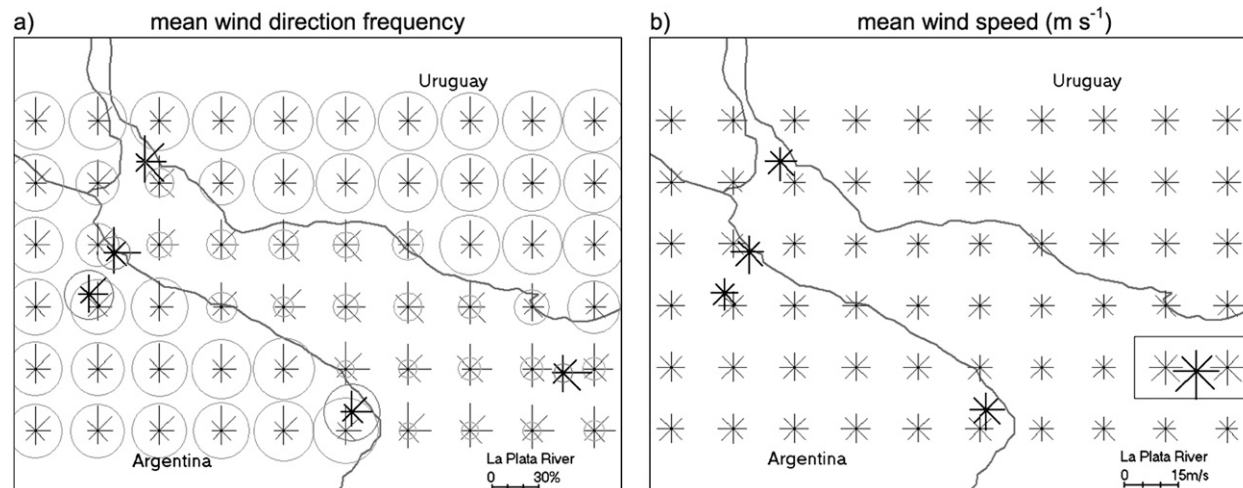 a) mean wind direction frequency
b) mean wind speed (m s⁻¹)
Uruguay
Argentina
La Plata River
0 30%
Uruguay
Argentina
La Plata River
0 15m/s